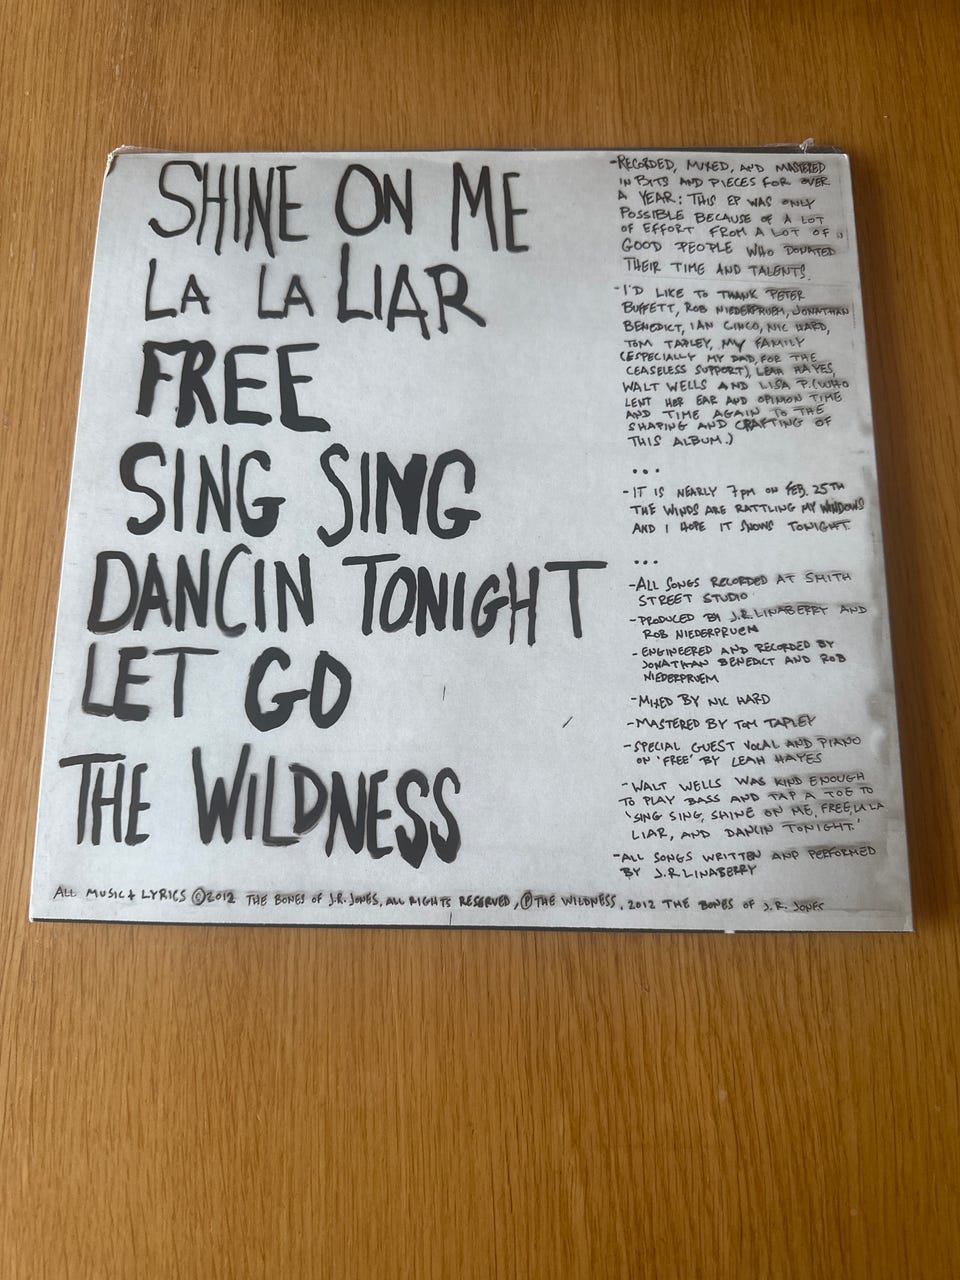 SHINE ON ME
LA LA LIAR
FREE
SING SING
DANCIN TONIGHT
LET GO
THE WILDNESS
-RECORDED, MIXED, AND MASTERED
IN BITS AND PIECES FOR OVER
A YEAR: THIS EP WAS ONLY
POSSIBLE BECAUSE OF A LOT
OF EFFORT FROM A LOT OF
GOOD PEOPLE WHO DONATED
THEIR TIME AND TALENTS.
-I'D LIKE TO THANK PETER
BUFFETT, ROB NIEDERPRUEM, JONATHAN
BENEDICT, IAN CINCO, NIC HARD,
TOM TAPLEY, MY FAMILY
(ESPECIALLY MY DAD, FOR THE
CEASELESS SUPPORT), LEAH HAYES,
WALT WELLS AND LISA P. (WHO
LENT HER EAR AND OPINION TIME
AND TIME AGAIN TO THE
SHAPING AND CRAFTING OF
THIS ALBUM.)
...
-IT IS NEARLY 7PM ON FEB. 25TH
THE WINDS ARE RATTLING MY WINDOWS
AND I HOPE IT SNOWS TONIGHT.
...
-ALL SONGS RECORDED AT SMITH
STREET STUDIO
-PRODUCED BY J.R. LINABERRY AND
ROB NIEDERPRUEM
-ENGINEERED AND RECORDED BY
JONATHAN BENEDICT AND ROB
NIEDERPRUEM
-MIXED BY NIC HARD
-MASTERED BY TOM TAPLEY
-SPECIAL GUEST VOCAL AND PIANO
ON 'FREE' BY LEAH HAYES
-WALT WELLS WAS KIND ENOUGH
TO PLAY BASS AND TAP A TOE TO
'SING SING, SHINE ON ME, FREE, LA LA
LIAR, AND DANCIN TONIGHT.'
-ALL SONGS WRITTEN AND PERFORMED
BY J.R. LINABERRY
ALL MUSIC + LYRICS ©2012 THE BONES OF J.R. JONES, ALL RIGHTS RESERVED, ℗ THE WILDNESS, 2012 THE BONES OF J.R. JONES